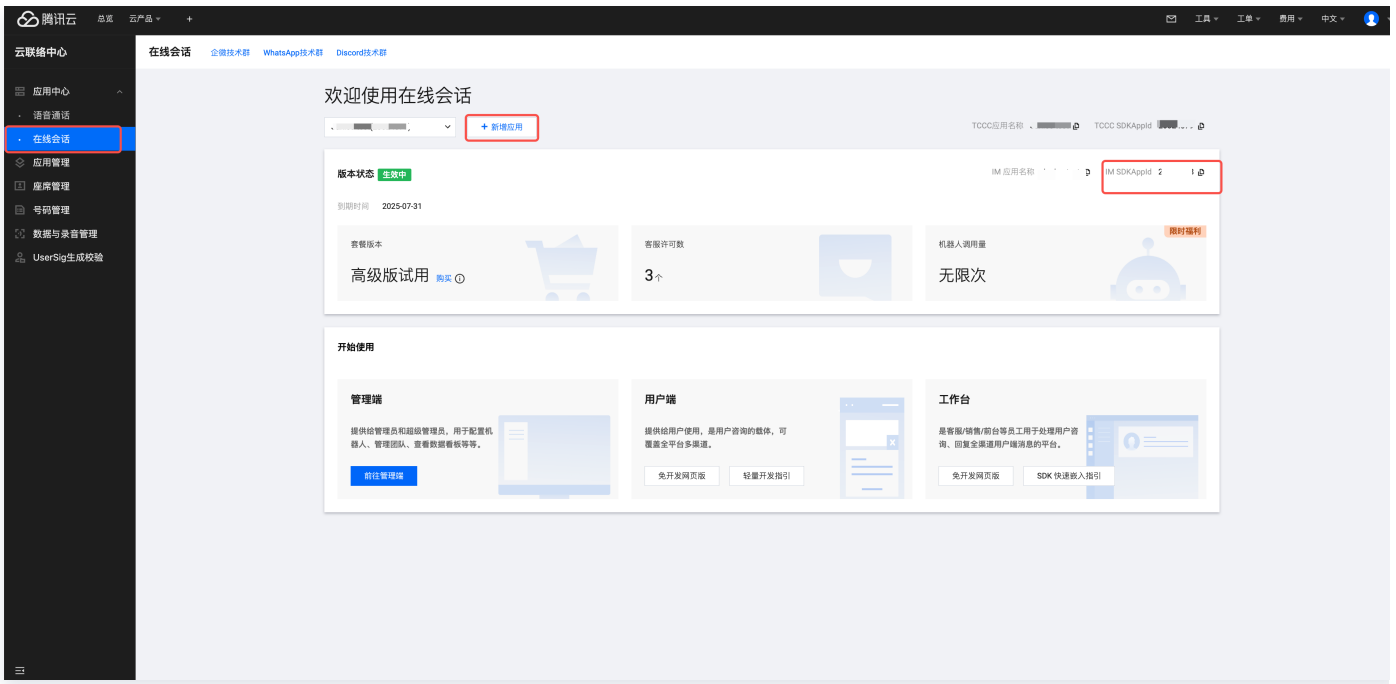 腾讯云 总览 云产品 +
工具 工单 费用 中文
云联络中心
在线会话 企微技术群 WhatsApp技术群 Discord技术群
应用中心
语音通话
在线会话
应用管理
座席管理
号码管理
数据与录音管理
UserSig生成校验
欢迎使用在线会话
+ 新增应用
TCCC应用名称 TCCC SDKAppId
版本状态 生效中
IM 应用名称 IM SDKAppId
到期时间 2025-07-31
套餐版本
高级版试用 购买
客服许可数
3个
限时福利
机器人调用量
无限次
开始使用
管理端
提供给管理员和超级管理员，用于配置机
器人、管理团队、查看数据看板等等。
前往管理端
用户端
提供给用户使用，是用户咨询的载体，可
覆盖全平台多渠道。
免开发网页版 轻量开发指引
工作台
是客服/销售/前台等员工用于处理用户咨
询、回复全渠道用户端消息的平台。
免开发网页版 SDK 快速嵌入指引